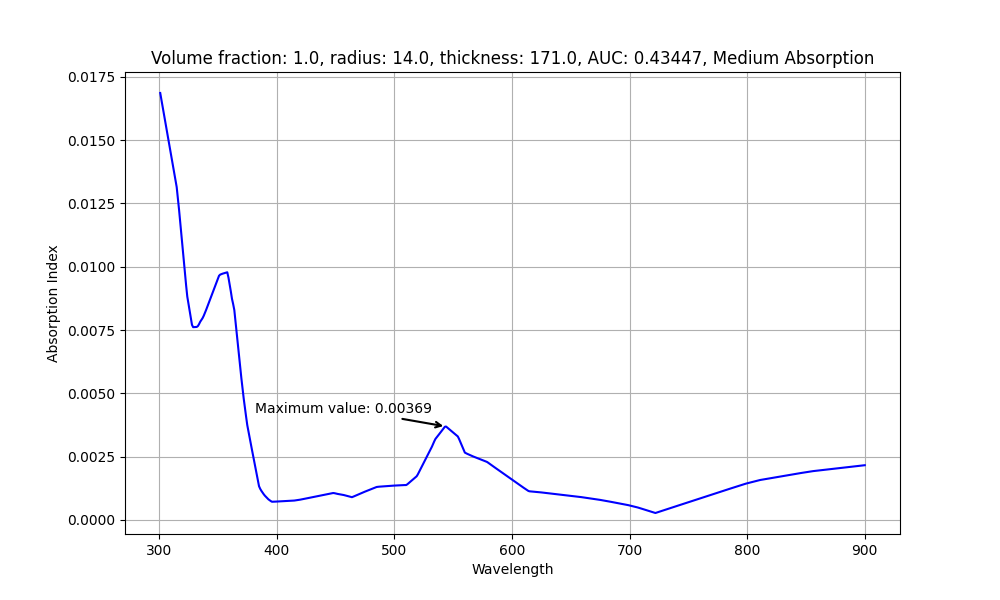 Volume fraction: 1.0, radius: 14.0, thickness: 171.0, AUC: 0.43447, Medium Absorption
0.0175
0.0150
0.0125
0.0100
0.0075
0.0050
0.0025
0.0000
Absorption Index
Maximum value: 0.00369
300 400 500 600 700 800 900
Wavelength